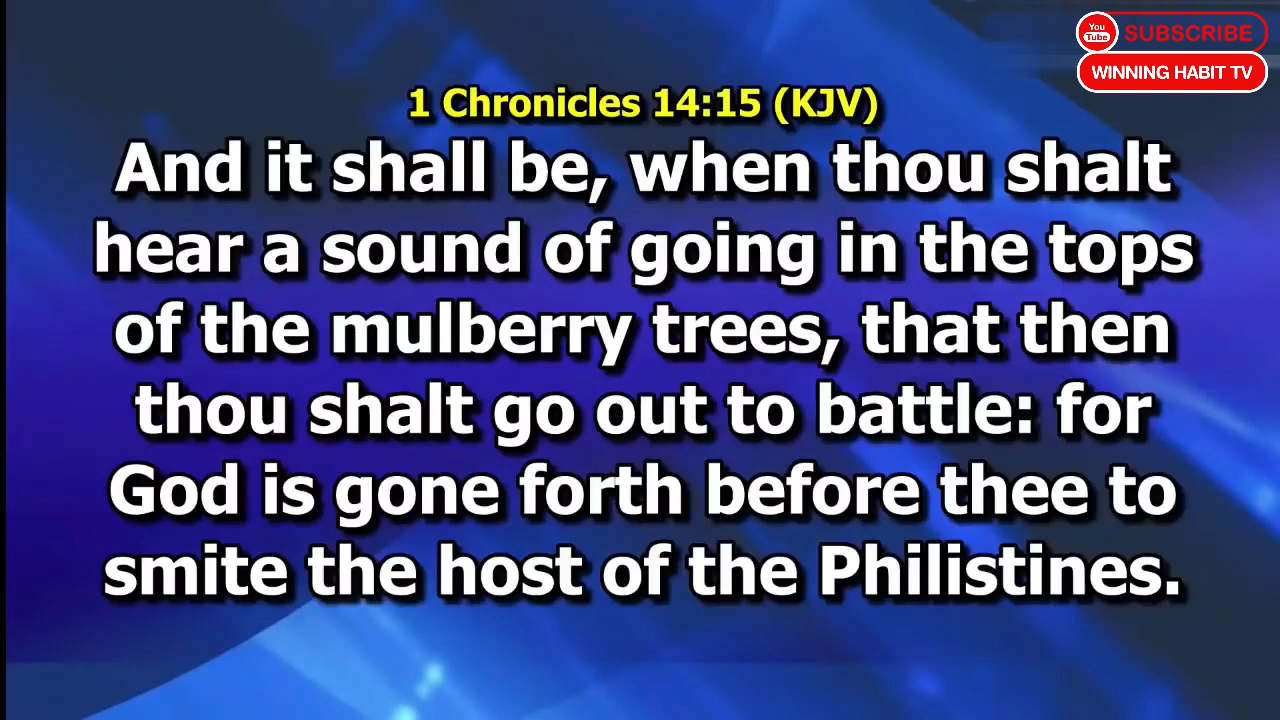 You
Tube
SUBSCRIBE
WINNING HABIT TV
1 Chronicles 14:15 (KJV)
And it shall be, when thou shalt
hear a sound of going in the tops
of the mulberry trees, that then
thou shalt go out to battle: for
God is gone forth before thee to
smite the host of the Philistines.